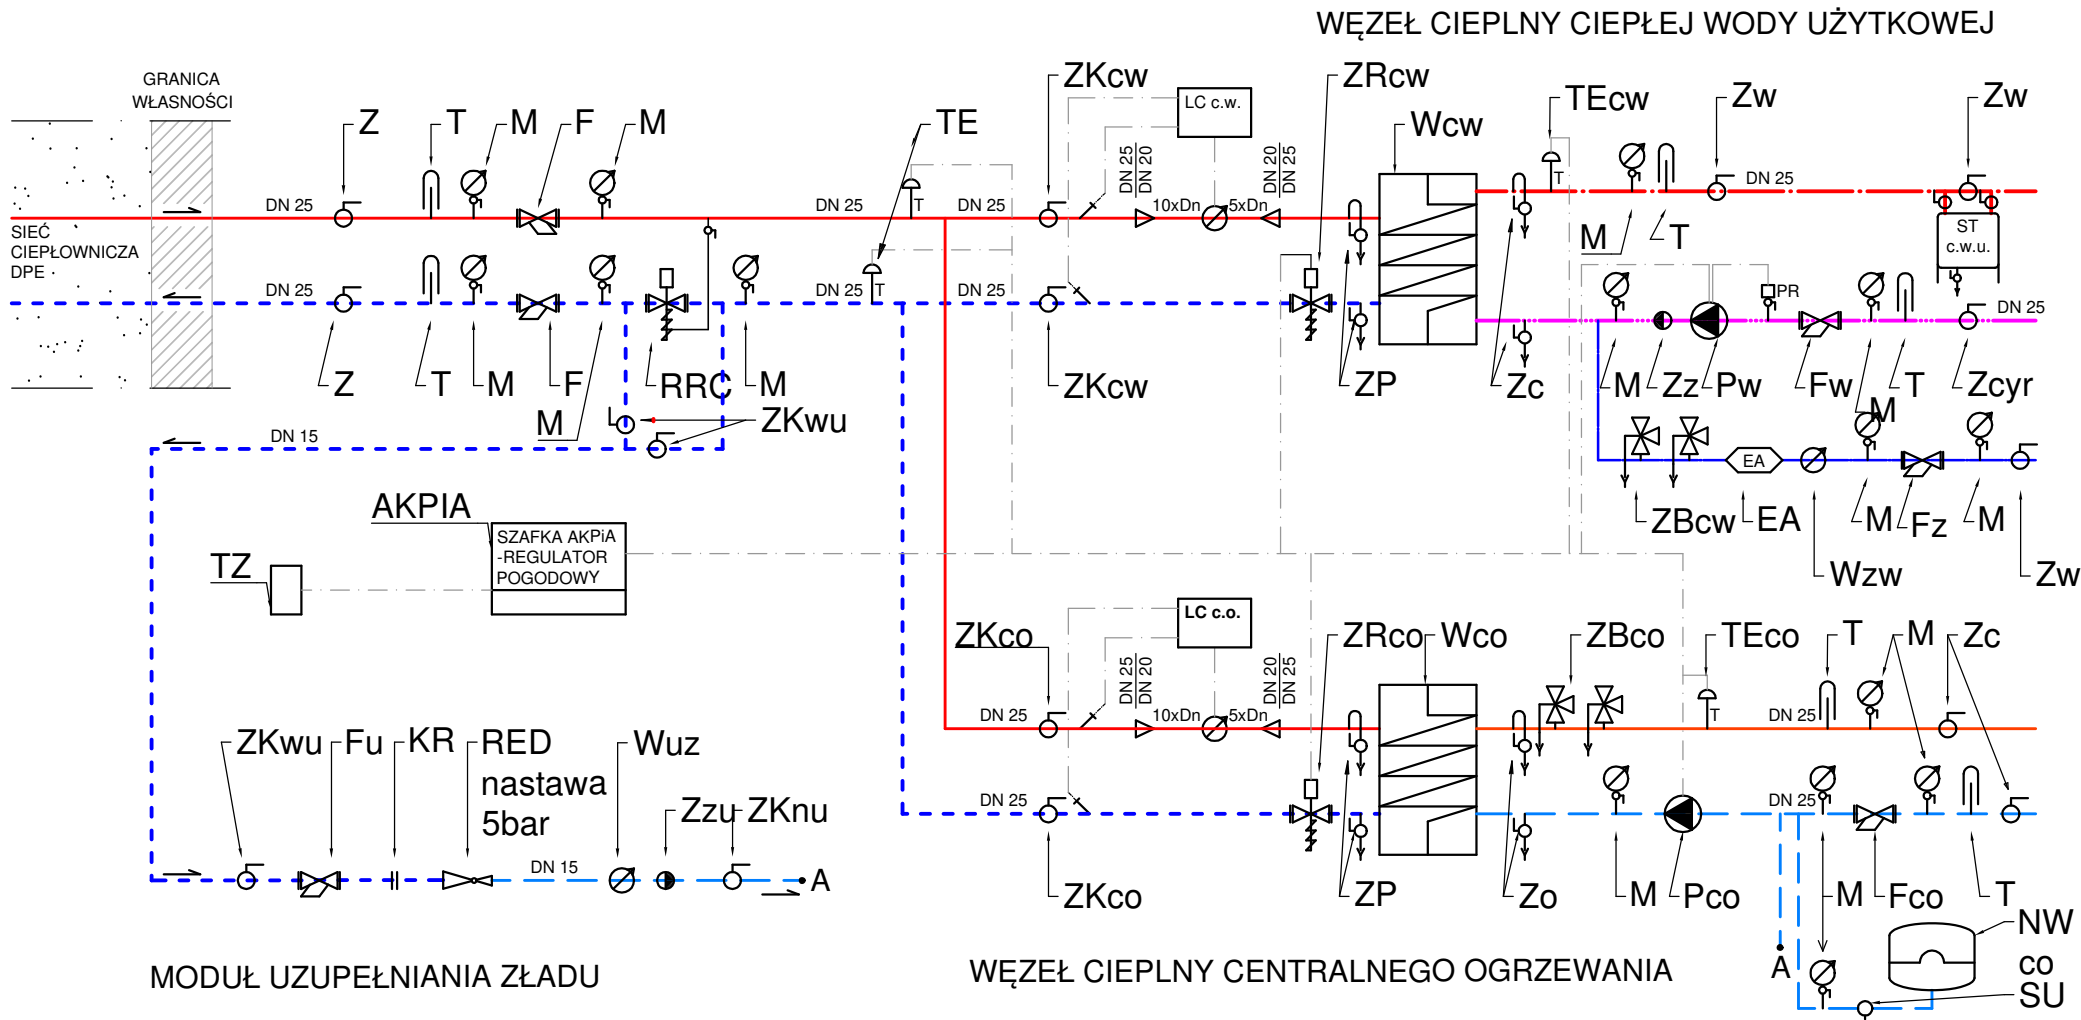 WĘZEŁ CIEPLNY CIEPŁEJ WODY UŻYTKOWEJ
GRANICA
WŁASNOŚCI
Z
T
M
F
M
TE
ZKcw
LC c.w.
ZRcw
Wcw
TEcw
Zw
Zw
DN 25
DN 20
DN 20
DN 25
DN 25
DN 25
T
DN 25
10xDn
5xDn
T
DN 25
SIEĆ
CIEPŁOWNICZA
DPE
M
T
ST
c.w.u.
DN 25
DN 25
T
DN 25
PR
DN 25
Z
T
M
F
RRC
M
ZKcw
ZP
Zc
M
Zz
Pw
Fw
M
T
Zcyr
M
ZKwu
DN 15
EA
AKPIA
SZAFKA AKPiA
-REGULATOR
POGODOWY
ZBcw
EA
M
Fz
M
TZ
Wzw
Zw
ZKco
LC c.o.
ZRco
Wco
ZBco
TEco
T
M
Zc
DN 25
DN 20
DN 20
DN 25
DN 25
10xDn
5xDn
T
DN 25
ZKwu
Fu
KR
RED
nastawa
5bar
Wuz
Zzu
ZKnu
DN 25
DN 25
DN 15
A
ZKco
ZP
Zo
M
Pco
M
Fco
T
NW
co
SU
A
MODUŁ UZUPEŁNIANIA ZŁADU
WĘZEŁ CIEPLNY CENTRALNEGO OGRZEWANIA